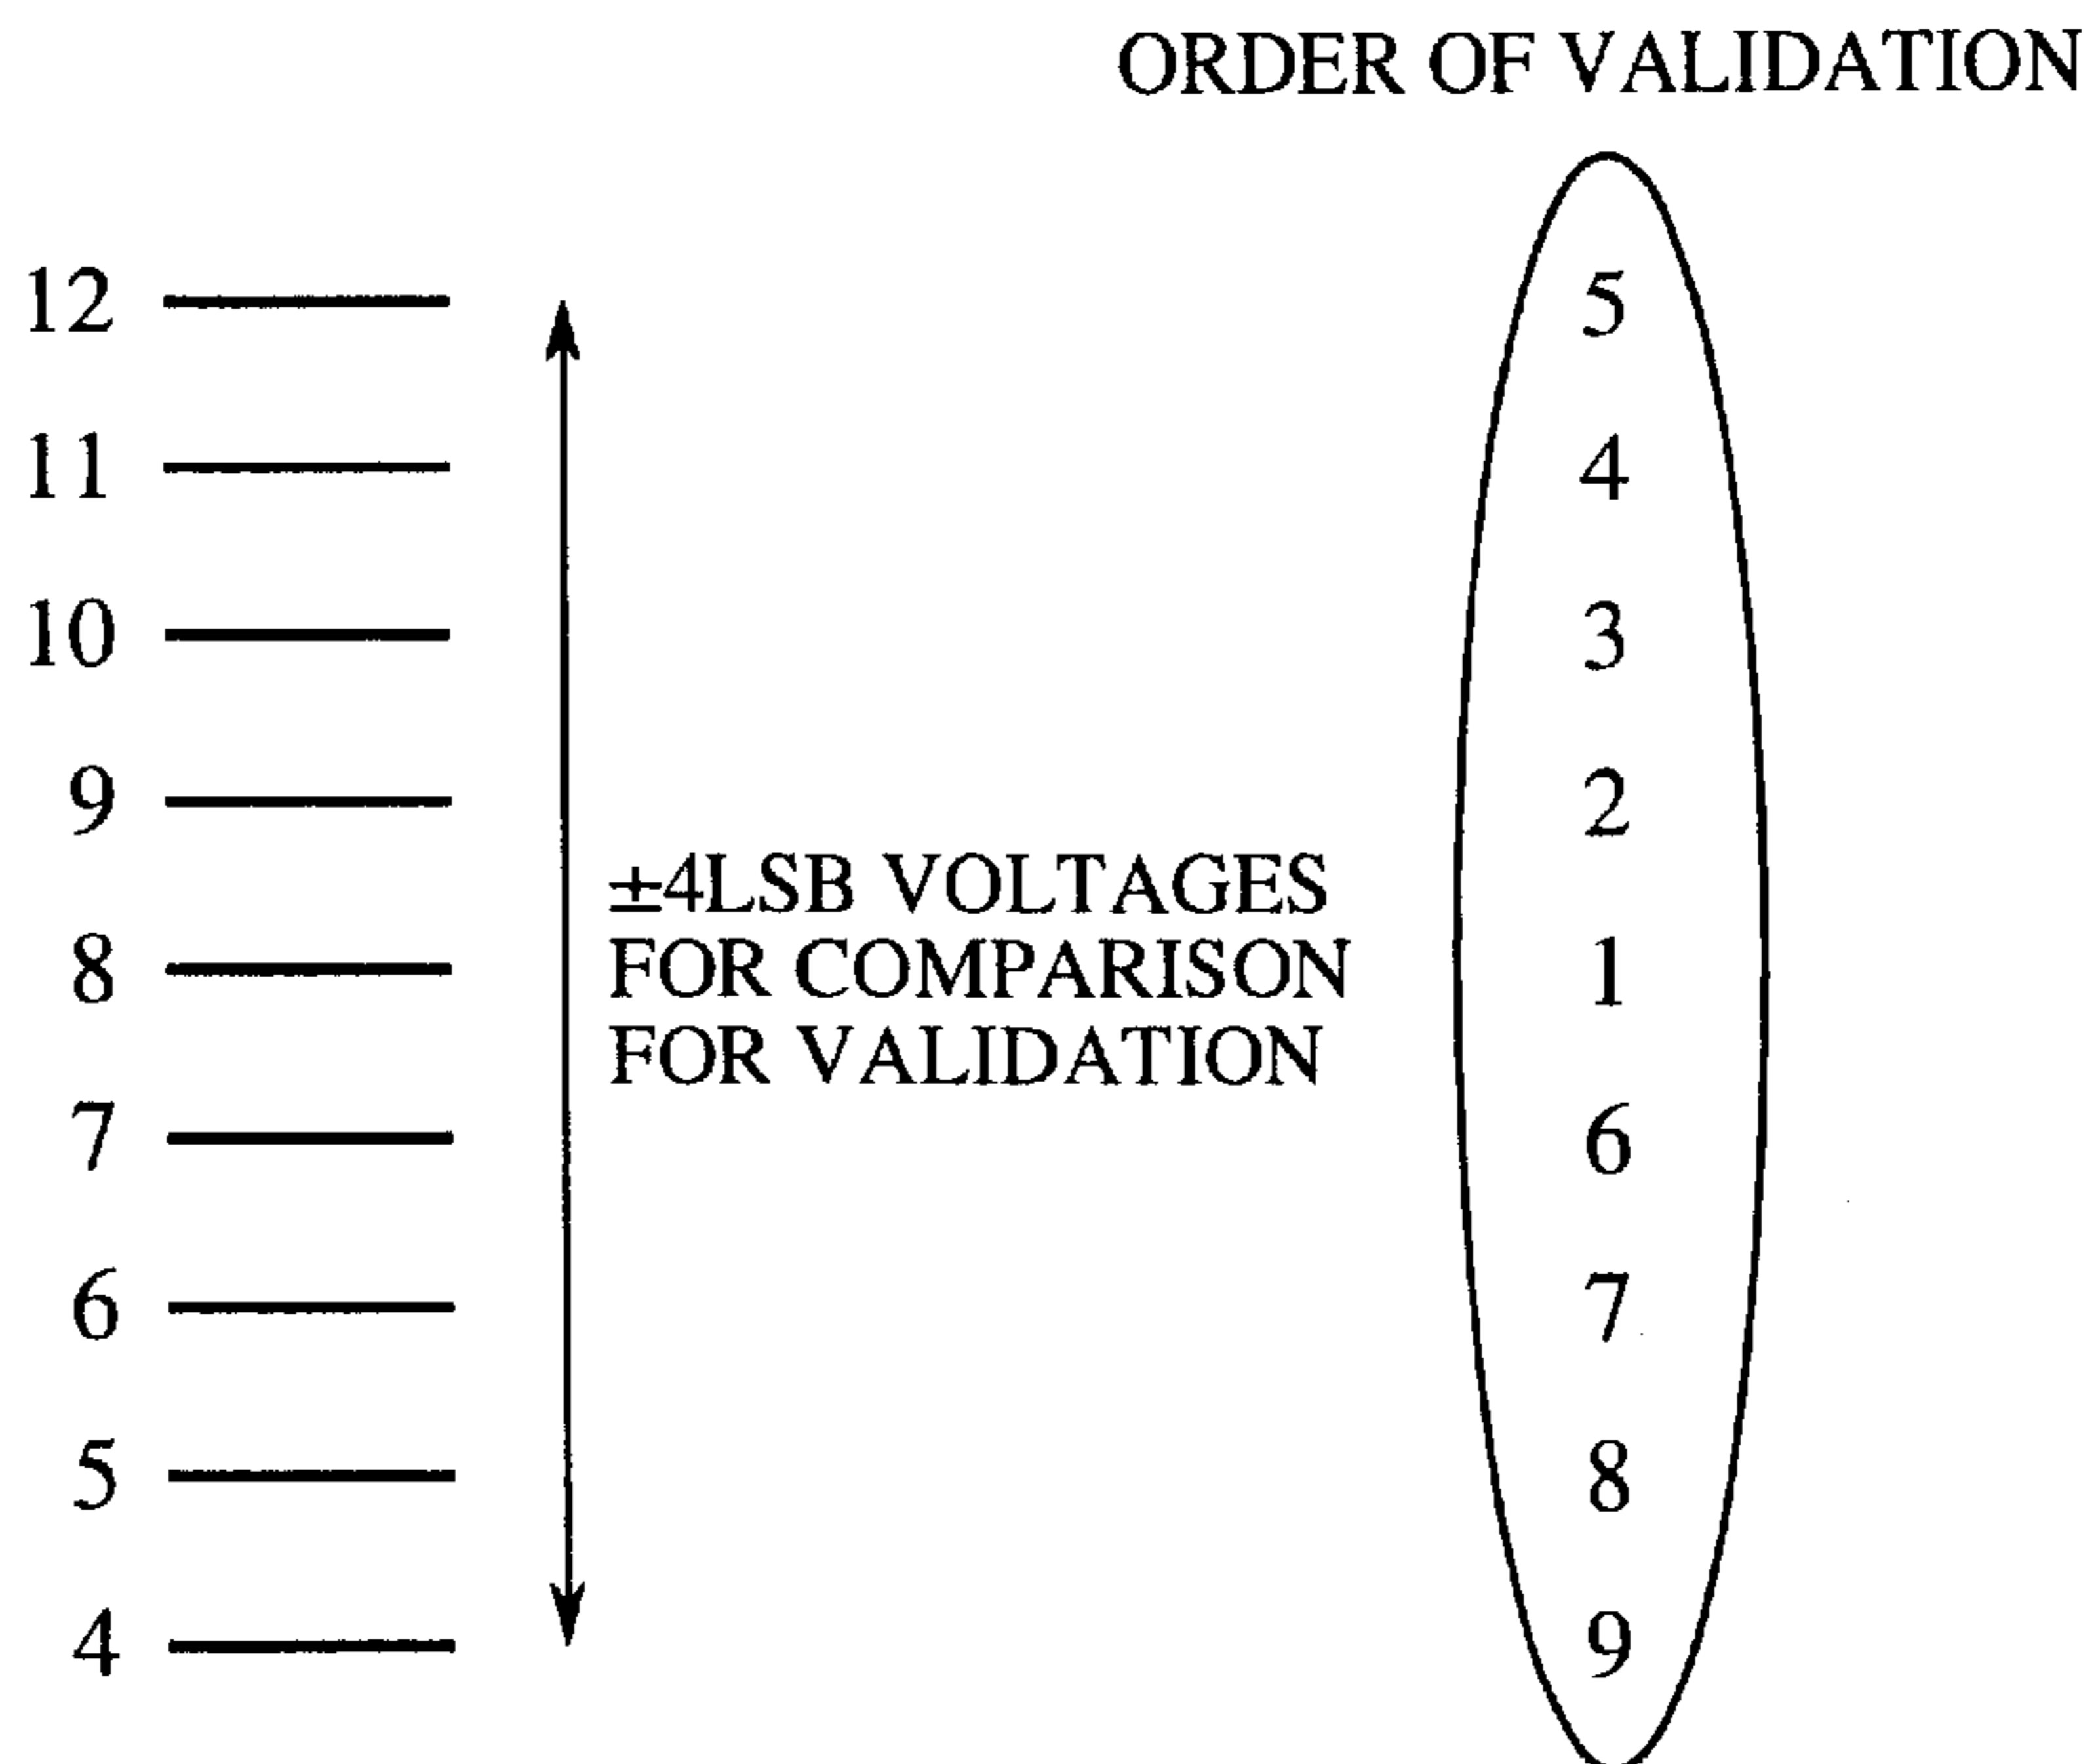 ORDER OF VALIDATION
12 5
11 4
10 3
9 2
±4LSB VOLTAGES
FOR COMPARISON
FOR VALIDATION
8 1
7 6
6 7
5 8
4 9